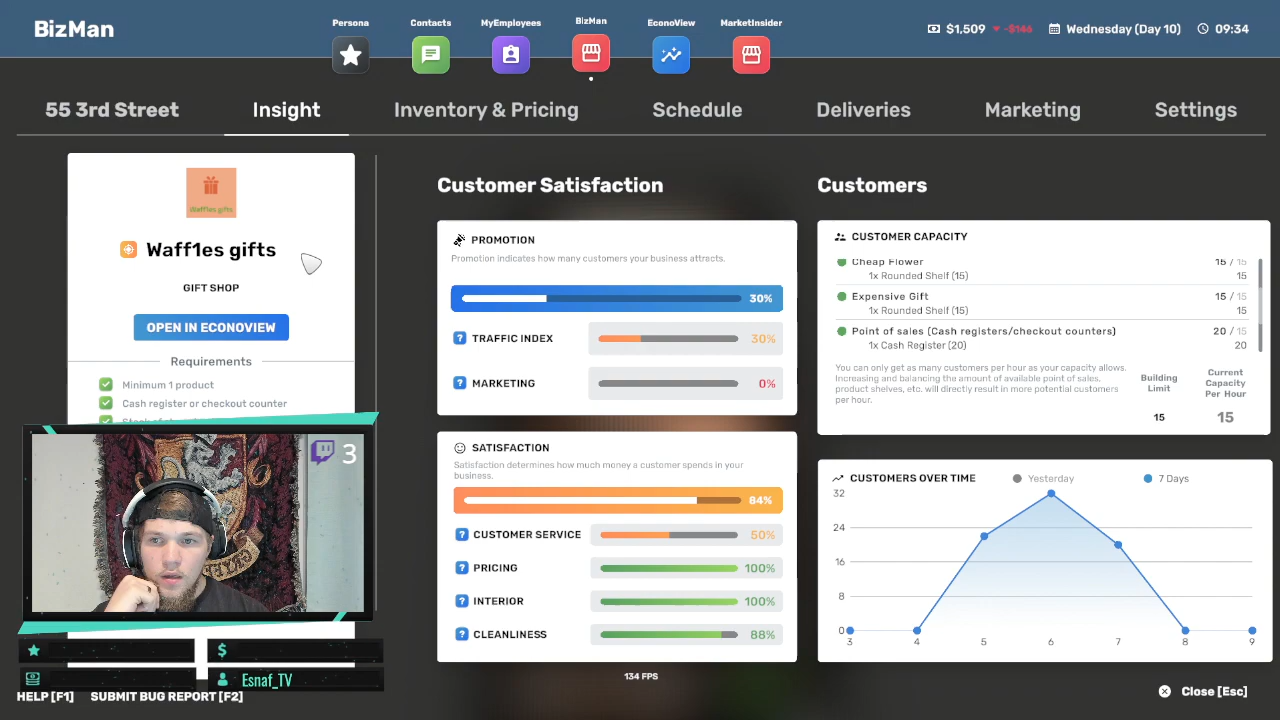 BizMan
Persona
Contacts
MyEmployees
BizMan
EconoView
MarketInsider
$1,509 -$146 Wednesday (Day 10) 09:34
55 3rd Street
Insight
Inventory & Pricing
Schedule
Deliveries
Marketing
Settings
Waff1es gifts
Waff1es gifts
GIFT SHOP
OPEN IN ECONOVIEW
Requirements
Minimum 1 product
Cash register or checkout counter
3
$
Esnaf_TV
HELP [F1] SUBMIT BUG REPORT [F2]
Customer Satisfaction
PROMOTION
Promotion indicates how many customers your business attracts.
30%
? TRAFFIC INDEX 30%
? MARKETING 0%
SATISFACTION
Satisfaction determines how much money a customer spends in your
business.
84%
? CUSTOMER SERVICE 50%
? PRICING 100%
? INTERIOR 100%
? CLEANLINESS 88%
134 FPS
Customers
CUSTOMER CAPACITY
Cheap Flower 15 / 15
1x Rounded Shelf (15) 15
Expensive Gift 15 / 15
1x Rounded Shelf (15) 15
Point of sales (Cash registers/checkout counters) 20 / 15
1x Cash Register (20) 20
You can only get as many customers per hour as your capacity allows.
Increasing and balancing the amount of available point of sales,
product shelves, etc. will directly result in more potential customers
per hour.
Building
Limit
15
Current
Capacity
Per Hour
15
CUSTOMERS OVER TIME Yesterday 7 Days
32
24
16
8
0
3 4 5 6 7 8 9
Close [Esc]